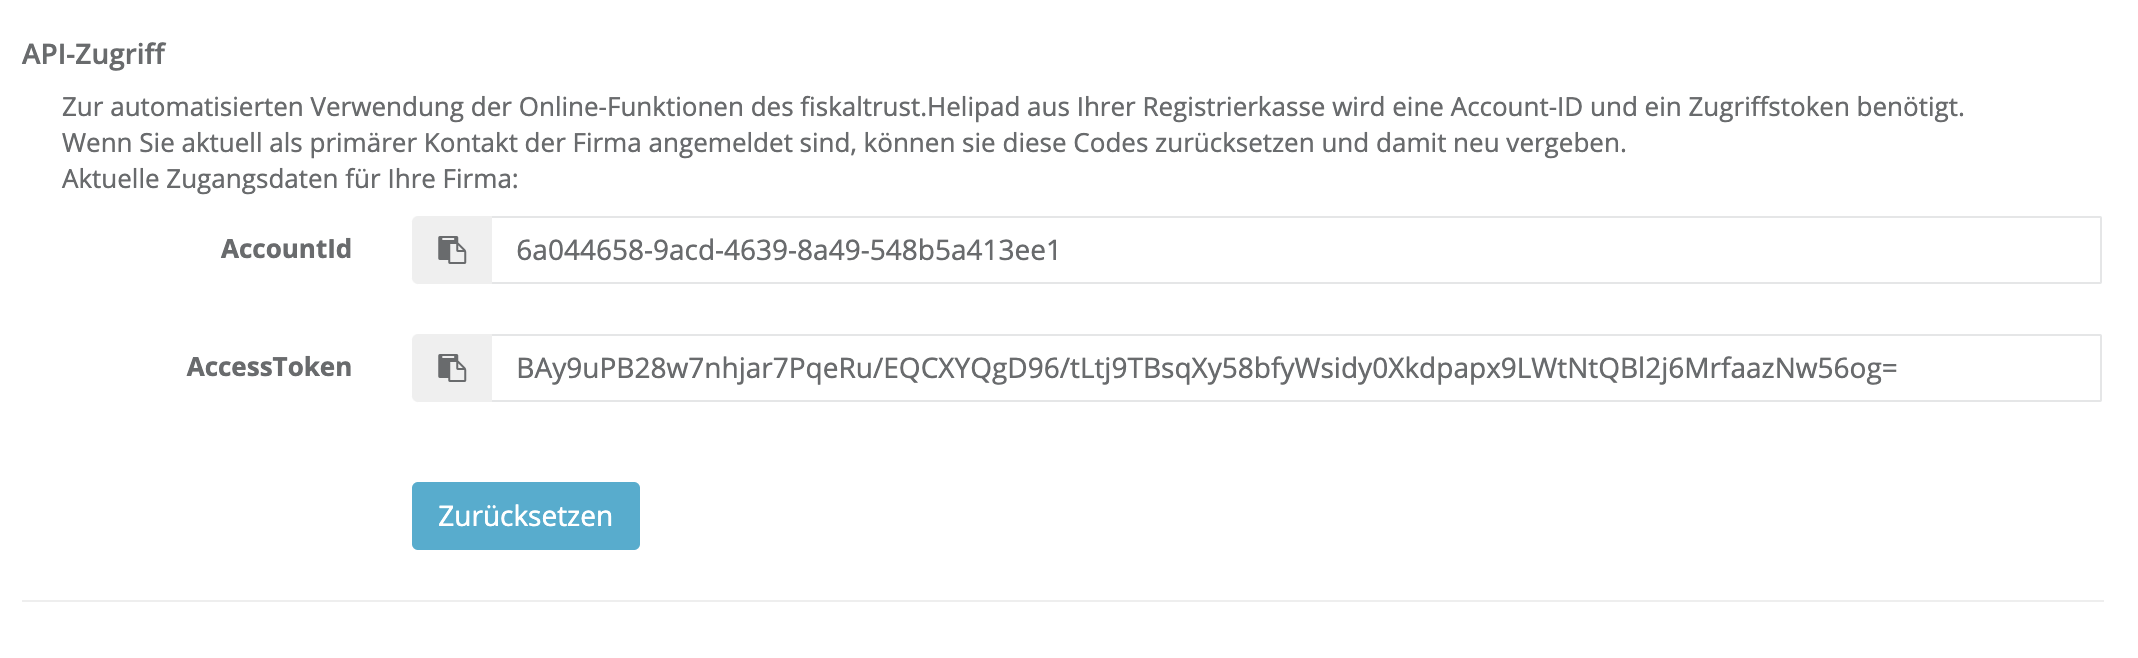 API-Zugriff
Zur automatisierten Verwendung der Online-Funktionen des fiskaltrust.Helipad aus Ihrer Registrierkasse wird eine Account-ID und ein Zugriffstoken benötigt.
Wenn Sie aktuell als primärer Kontakt der Firma angemeldet sind, können sie diese Codes zurücksetzen und damit neu vergeben.
Aktuelle Zugangsdaten für Ihre Firma:
AccountId 6a044658-9acd-4639-8a49-548b5a413ee1
AccessToken BAy9uPB28w7nhjar7PqeRu/EQCXYQgD96/tLtj9TBsqXy58bfyWsidy0Xkdpapx9LWtNtQBl2j6MrfaazNw56og=
Zurücksetzen